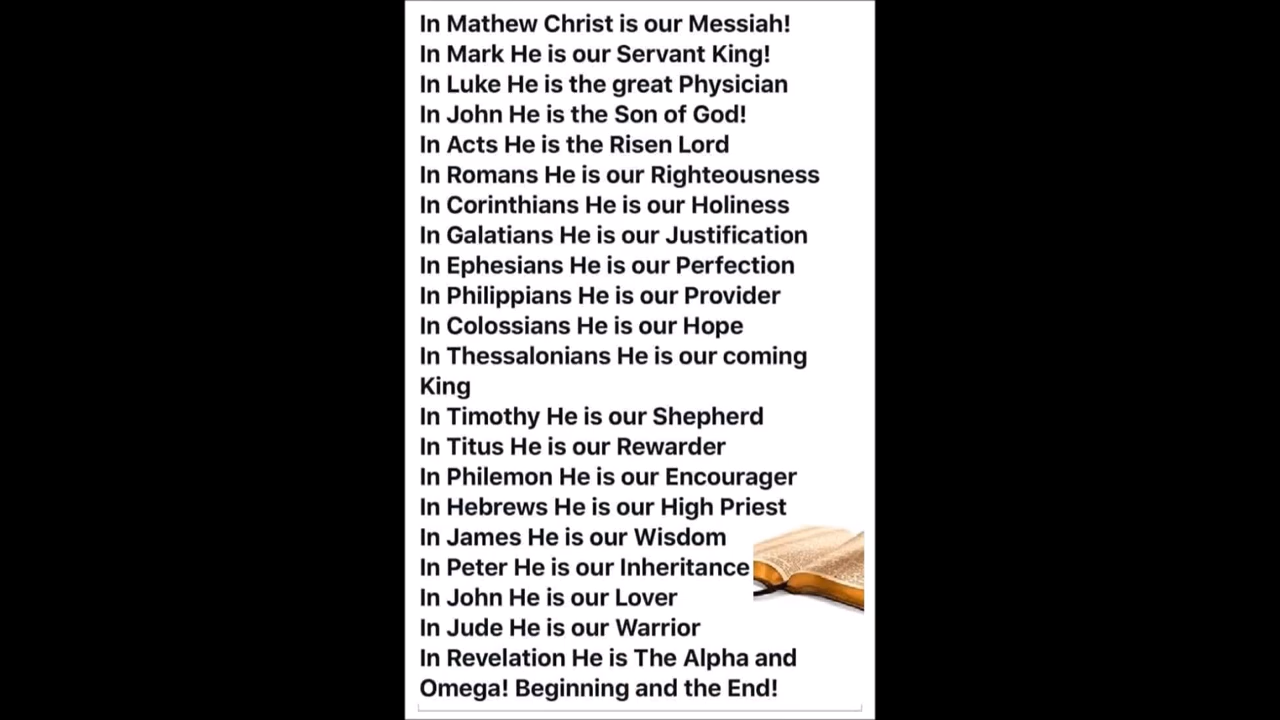 In Mathew Christ is our Messiah!
In Mark He is our Servant King!
In Luke He is the great Physician
In John He is the Son of God!
In Acts He is the Risen Lord
In Romans He is our Righteousness
In Corinthians He is our Holiness
In Galatians He is our Justification
In Ephesians He is our Perfection
In Philippians He is our Provider
In Colossians He is our Hope
In Thessalonians He is our coming
King
In Timothy He is our Shepherd
In Titus He is our Rewarder
In Philemon He is our Encourager
In Hebrews He is our High Priest
In James He is our Wisdom
In Peter He is our Inheritance
In John He is our Lover
In Jude He is our Warrior
In Revelation He is The Alpha and
Omega! Beginning and the End!